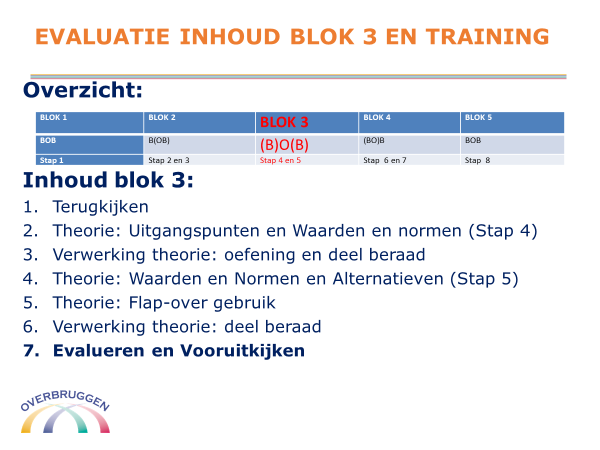 EVALUATIE INHOUD BLOK 3 EN TRAINING
Overzicht:
BLOK 1 BLOK 2 BLOK 3 BLOK 4 BLOK 5
BOB B(OB) (B)O(B) (BO)B BOB
Stap 1 Stap 2 en 3 Stap 4 en 5 Stap 6 en 7 Stap 8
Inhoud blok 3:
1. Terugkijken
2. Theorie: Uitgangspunten en Waarden en normen (Stap 4)
3. Verwerking theorie: oefening en deel beraad
4. Theorie: Waarden en Normen en Alternatieven (Stap 5)
5. Theorie: Flap-over gebruik
6. Verwerking theorie: deel beraad
7. Evalueren en Vooruitkijken
OVERBRUGGEN